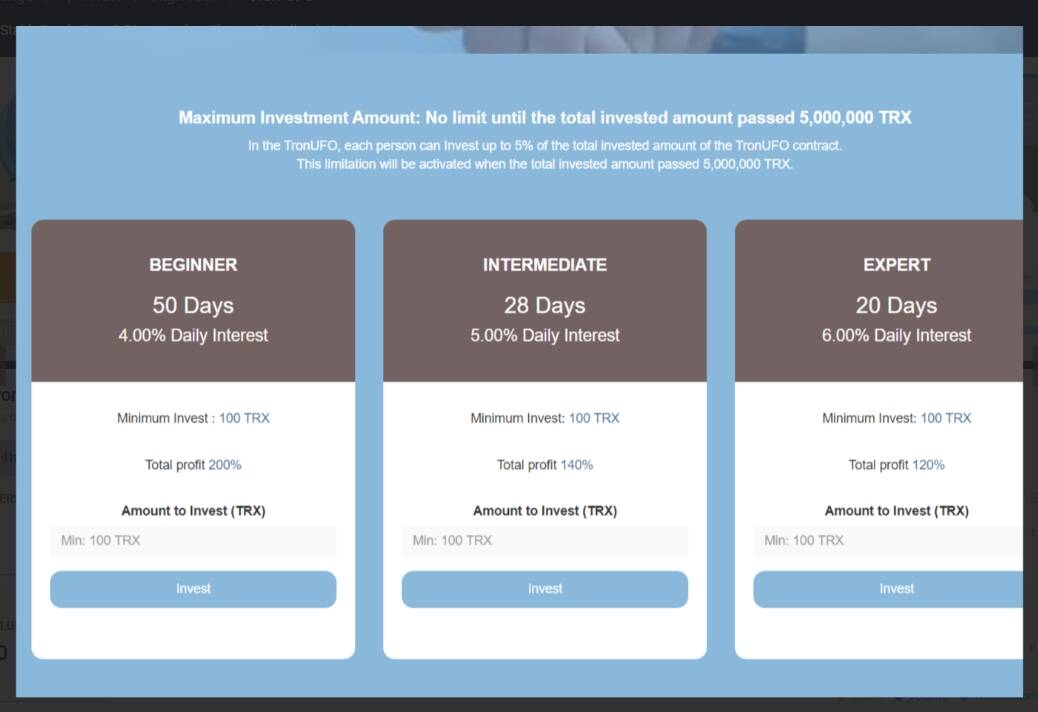 Maximum Investment Amount: No limit until the total invested amount passed 5,000,000 TRX
In the TronUFO, each person can Invest up to 5% of the total invested amount of the TronUFO contract.
This limitation will be activated when the total invested amount passed 5,000,000 TRX.
BEGINNER
50 Days
4.00% Daily Interest
Minimum Invest : 100 TRX
Total profit 200%
Amount to Invest (TRX)
Min: 100 TRX
Invest
INTERMEDIATE
28 Days
5.00% Daily Interest
Minimum Invest: 100 TRX
Total profit 140%
Amount to Invest (TRX)
Min: 100 TRX
Invest
EXPERT
20 Days
6.00% Daily Interest
Minimum Invest: 100 TRX
Total profit 120%
Amount to Invest (TRX)
Min: 100 TRX
Invest